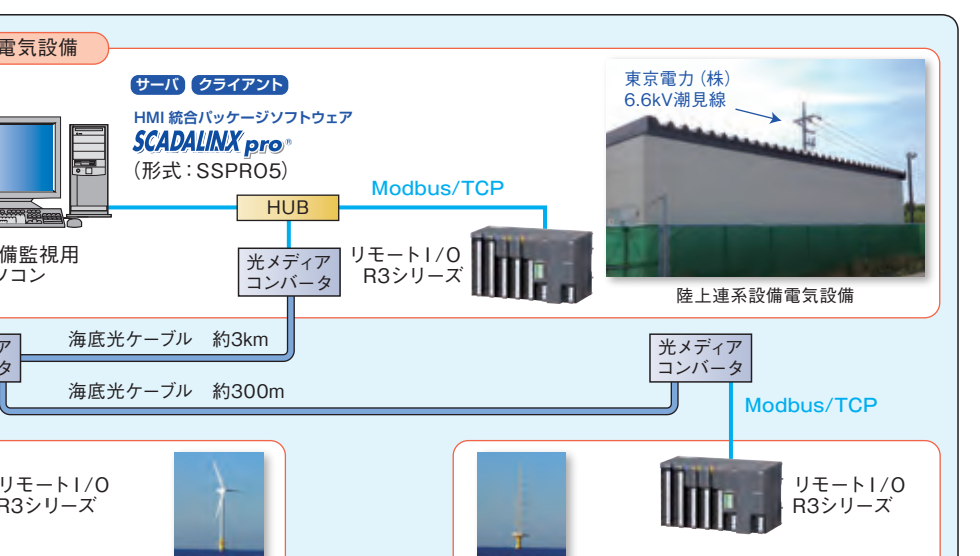 電気設備
サーバ クライアント
HMI 統合パッケージソフトウェア
SCADALINX pro®
（形式：SSPRO5）
Modbus/TCP
HUB
備監視用
ソコン
光メディア
コンバータ
リモートI/O
R3シリーズ
東京電力（株）
6.6kV潮見線
陸上連系設備電気設備
ア
タ
海底光ケーブル　約3km
海底光ケーブル　約300m
光メディア
コンバータ
Modbus/TCP
リモートI/O
R3シリーズ
リモートI/O
R3シリーズ